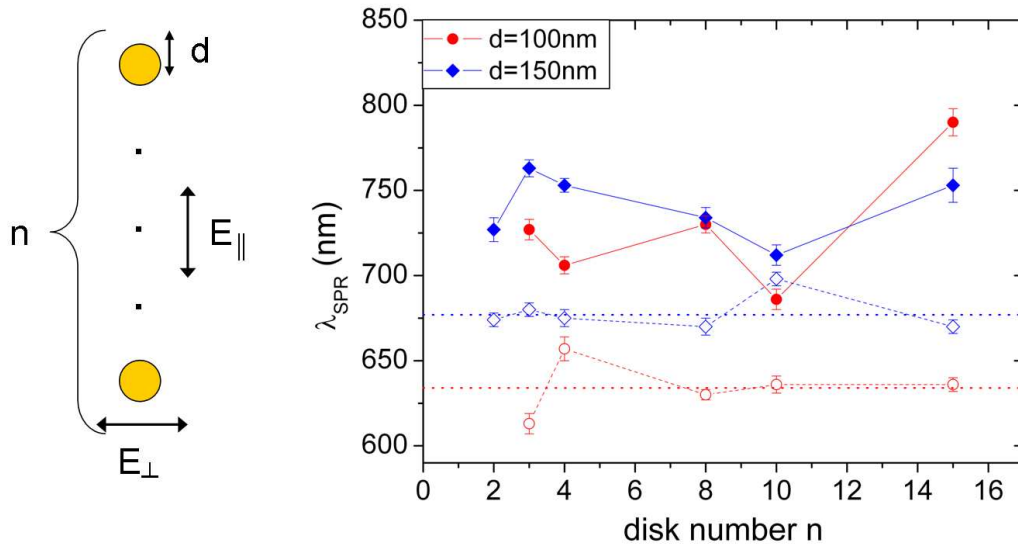 d
n
E∥
E⊥
d=100nm
d=150nm
850
800
750
700
650
600
λSPR (nm)
0 2 4 6 8 10 12 14 16
disk number n